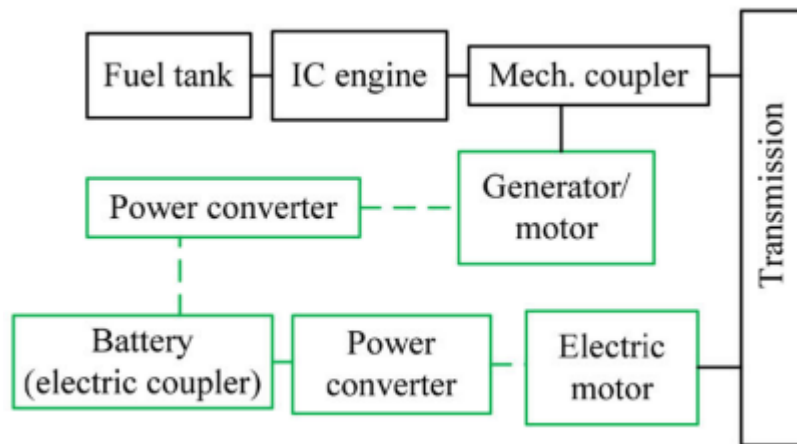 Fuel tank
IC engine
Mech. coupler
Transmission
Generator/
motor
Power converter
Battery
(electric coupler)
Power
converter
Electric
motor